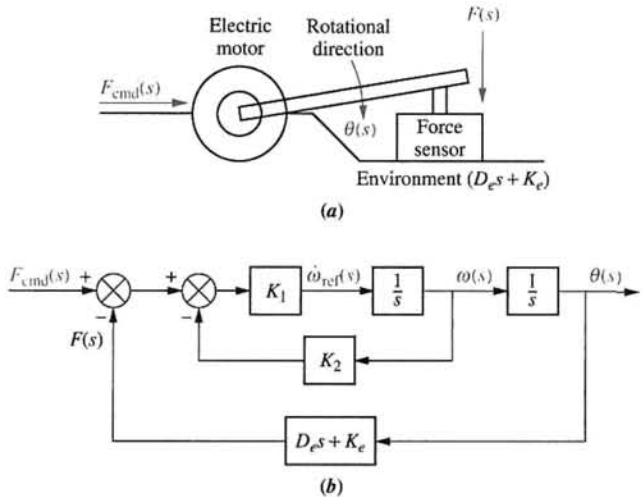 F(s)
Electric motor
Rotational direction
F_cmd(s)
θ(s)
Force sensor
Environment (D_e s + K_e)
(a)
F_cmd(s) + + K_1 ω̇_ref(s) 1/s ω(s) 1/s θ(s)
− −
F(s) K_2
D_e s + K_e
(b)